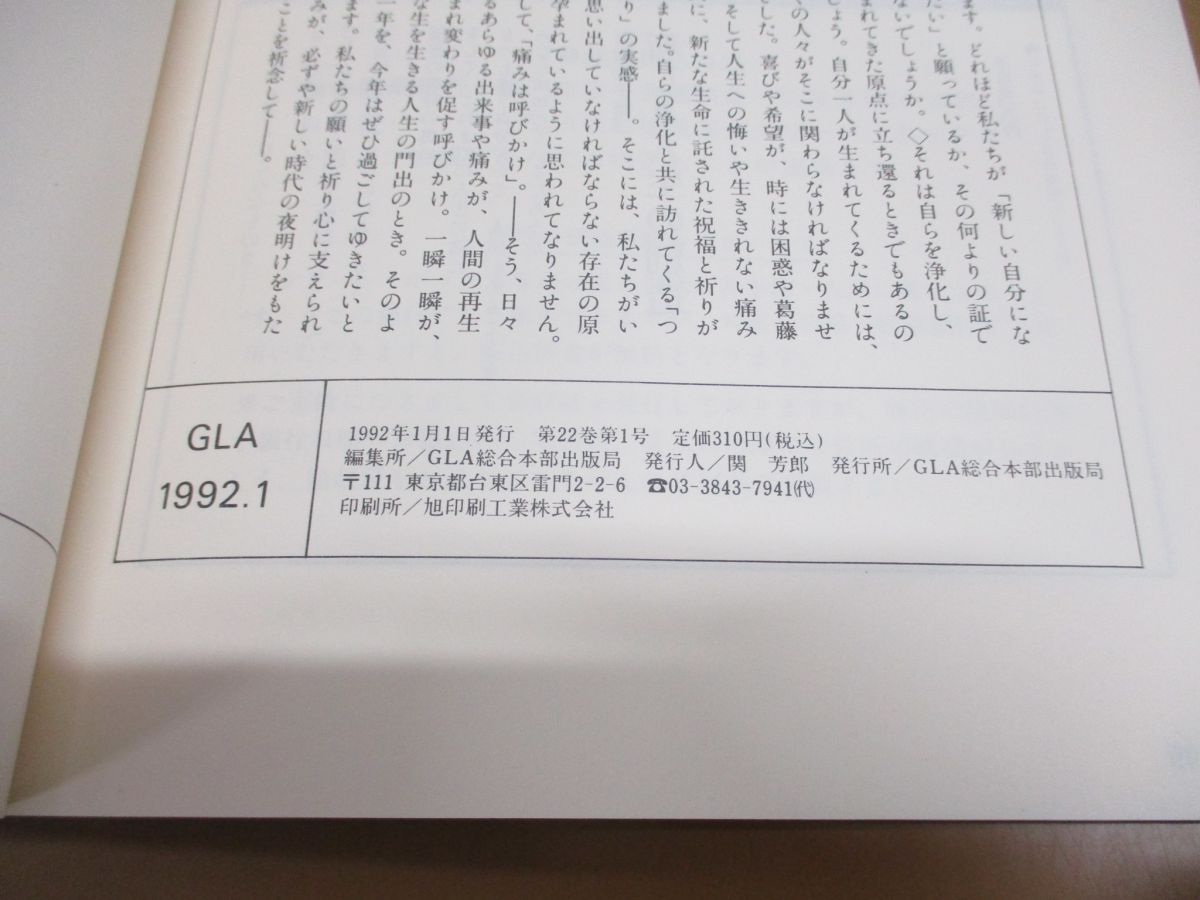 ます。どれほど私たちが「新しい自分にな
たい」と願っているか、その何よりの証で
ないでしょうか。◇それは自らを浄化し、
まれてきた原点に立ち還るときでもあるの
しょう。自分一人が生まれてくるためには、
くの人々がそこに関わらなければなりませ
した。喜びや希望が、時には困惑や葛藤
そして人生への悔いや生ききれない痛み
に、新たな生命に託された祝福と祈りが
ました。自らの浄化と共に訪れてくる「つ
り」の実感――。そこには、私たちがい
思い出していなければならない存在の原
孕まれているように思われてなりません。
して、「痛みは呼びかけ」。――そう、日々
るあらゆる出来事や痛みが、人間の再生
まれ変わりを促す呼びかけ。一瞬一瞬が、
な生を生きる人生の門出のとき。そのよ
一年を、今年はぜひ過ごしてゆきたいと
ます。私たちの願いと祈り心に支えられ
みが、必ずや新しい時代の夜明けをもた
ことを祈念して――。
GLA
1992.1
1992年1月1日発行 第22巻第1号 定価310円(税込)
編集所/GLA総合本部出版局 発行人/関 芳郎 発行所/GLA総合本部出版局
〒111 東京都台東区雷門2-2-6 ☎03-3843-7941㈹
印刷所/旭印刷工業株式会社